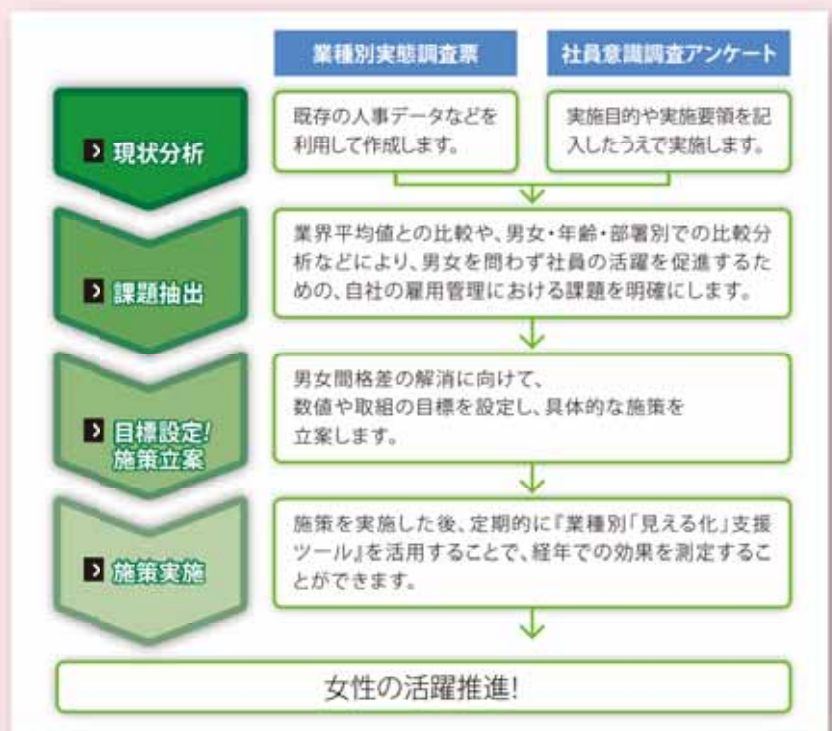 業種別実態調査票
社員意識調査アンケート
現状分析
既存の人事データなどを
利用して作成します。
実施目的や実施要領を記
入したうえで実施します。
課題抽出
業界平均値との比較や、男女・年齢・部署別での比較分
析などにより、男女を問わず社員の活躍を促進するた
めの、自社の雇用管理における課題を明確にします。
目標設定!
施策立案
男女間格差の解消に向けて、
数値や取組の目標を設定し、具体的な施策を
立案します。
施策実施
施策を実施した後、定期的に『業種別「見える化」支援
ツール』を活用することで、経年での効果を測定するこ
とができます。
女性の活躍推進!